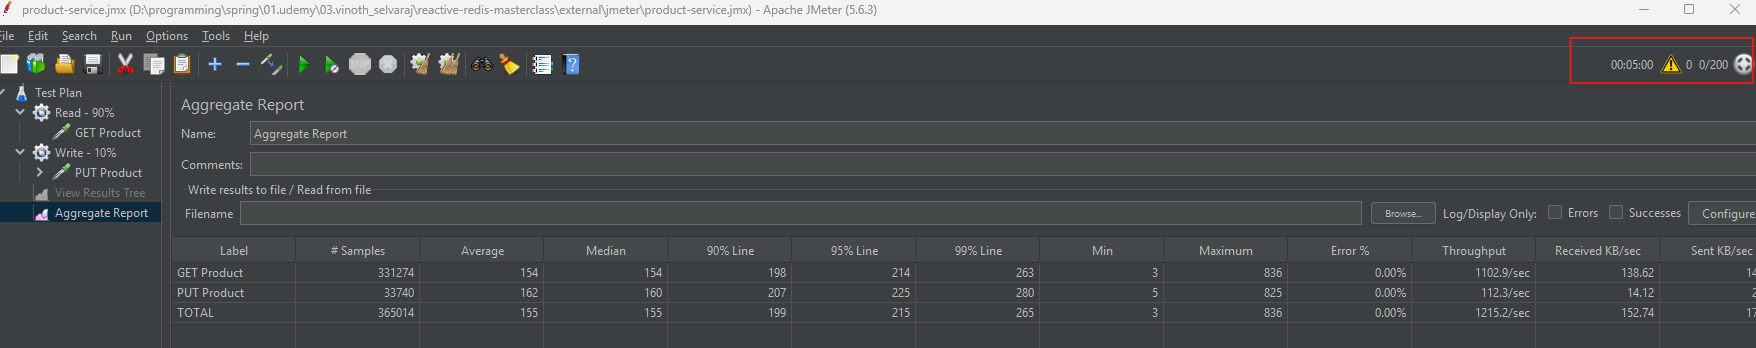 product-service.jmx (D:\programming\spring\01.udemy\03.vinoth_selvaraj\reactive-redis-masterclass\external\jmeter\product-service.jmx) - Apache JMeter (5.6.3)
ile Edit Search Run Options Tools Help
STOP 00:05:00 0 0/200
Test Plan
Read - 90%
GET Product
Write - 10%
PUT Product
View Results Tree
Aggregate Report
Aggregate Report
Name: Aggregate Report
Comments:
Write results to file / Read from file
Filename Browse... Log/Display Only: Errors Successes Configure
Label # Samples Average Median 90% Line 95% Line 99% Line Min Maximum Error % Throughput Received KB/sec Sent KB/sec
GET Product 331274 154 154 198 214 263 3 836 0.00% 1102.9/sec 138.62 14
PUT Product 33740 162 160 207 225 280 5 825 0.00% 112.3/sec 14.12 2
TOTAL 365014 155 155 199 215 265 3 836 0.00% 1215.2/sec 152.74 17